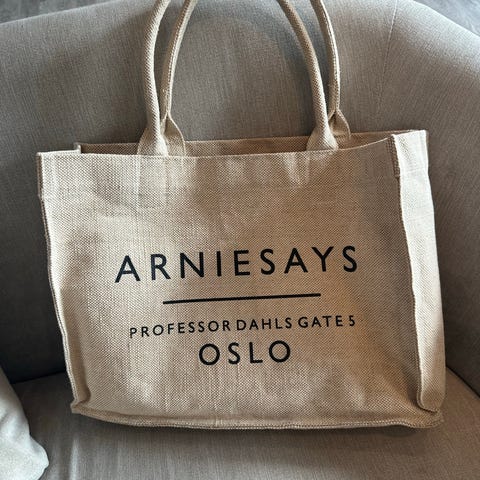 ARNIESAYS
PROFESSOR DAHLS GATE 5
OSLO